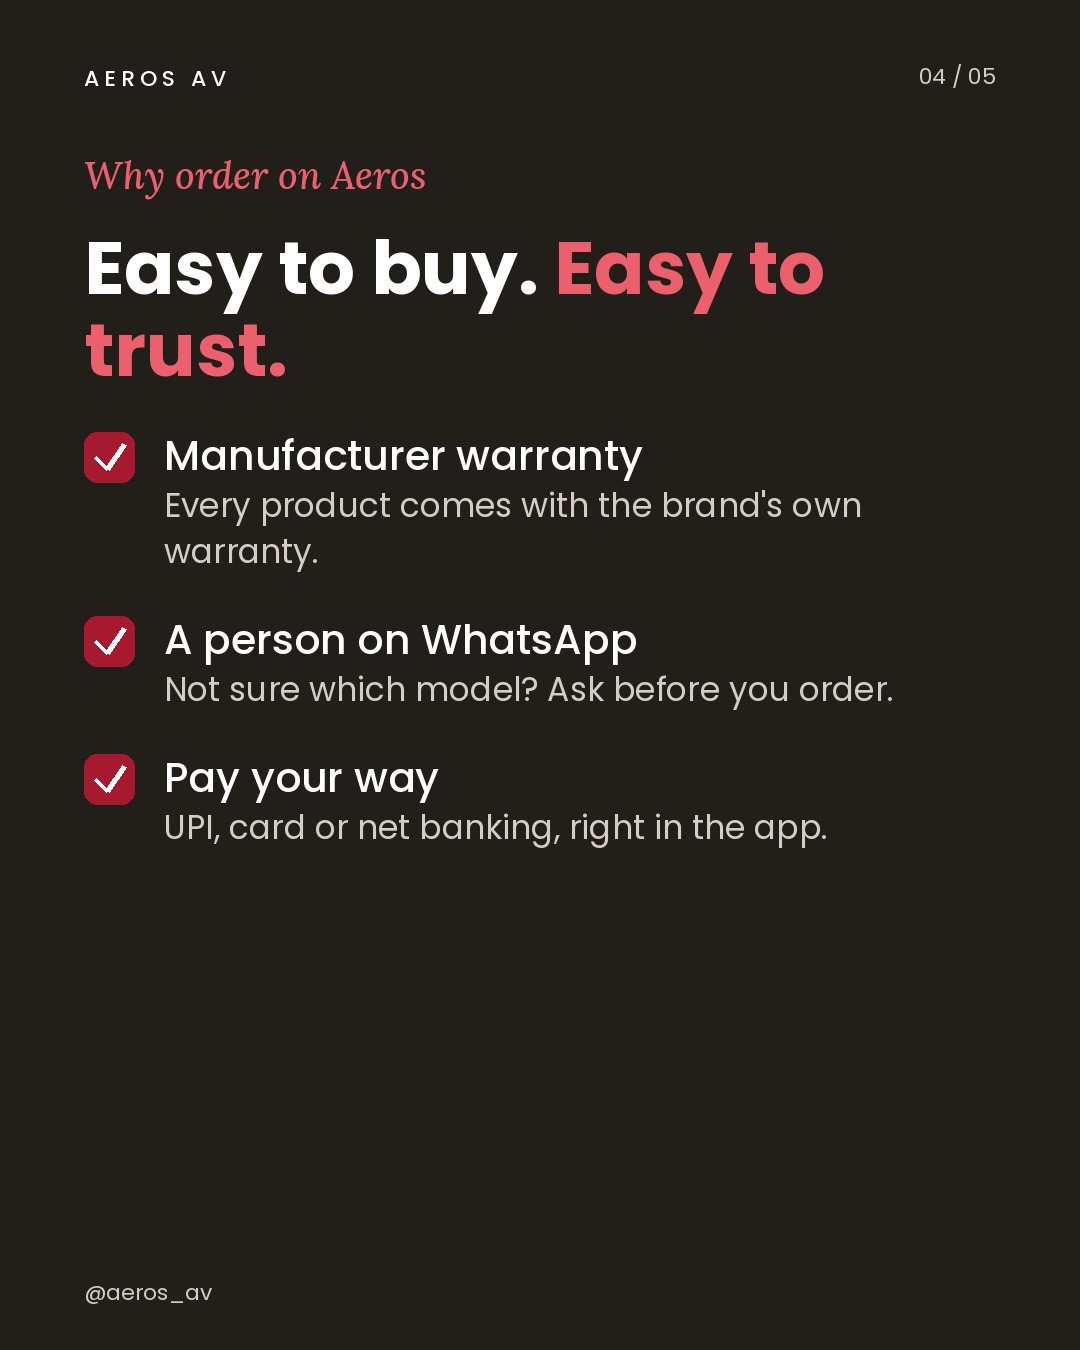 AEROS AV
04 / 05
Why order on Aeros
Easy to buy. Easy to
trust.
Manufacturer warranty
Every product comes with the brand's own
warranty.
A person on WhatsApp
Not sure which model? Ask before you order.
Pay your way
UPI, card or net banking, right in the app.
@aeros_av